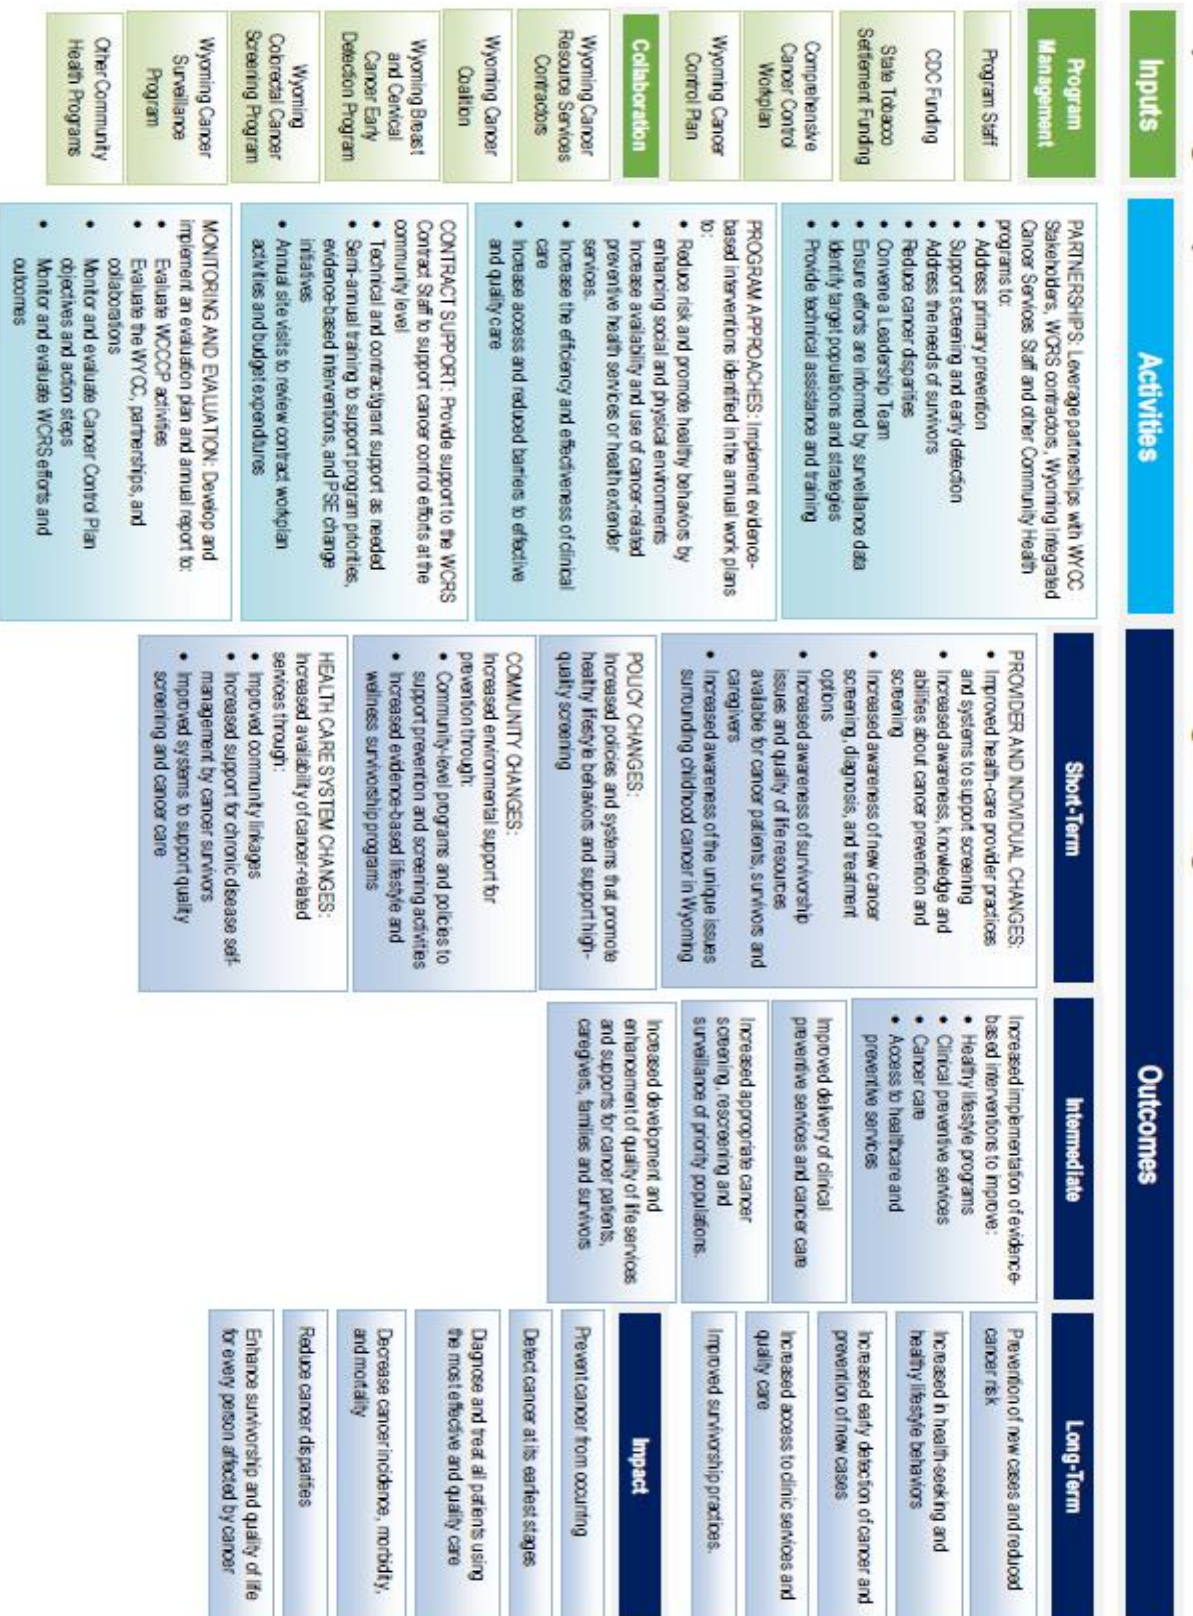 Inputs
Program
Management
Program Staff
CDC Funding
State Tobacco
Settlement Funding
Comprehensive
Cancer Control
Workplan
Wyoming Cancer
Control Plan
Collaboration
Wyoming Cancer
Resource Services
Contractors
Wyoming Cancer
Coalition
Wyoming Breast
and Cervical
Cancer Early
Detection Program
Wyoming
Colorectal Cancer
Screening Program
Wyoming Cancer
Surveillance
Program
Other Community
Health Programs
Activities
PARTNERSHIPS: Leverage partnerships with WYCC
Stakeholders, WCRS contractors, Wyoming Integrated
Cancer Services Staff and other Community Health
programs to:
• Address primary prevention
• Support screening and early detection
• Address the needs of survivors
• Reduce cancer disparities
• Convene a Leadership Team
• Ensure efforts are informed by surveillance data
• Identify target populations and strategies
• Provide technical assistance and training
PROGRAM APPROACHES: Implement evidence-
based interventions identified in the annual work plans
to:
• Reduce risk and promote healthy behaviors by
enhancing social and physical environments
• Increase availability and use of cancer-related
preventive health services or health extender
services.
• Increase the efficiency and effectiveness of clinical
care
• Increase access and reduced barriers to effective
and quality care
CONTRACT SUPPORT: Provide support to the WCRS
Contract Staff to support cancer control efforts at the
community level
• Technical and contract/grant support as needed
• Semi-annual training to support program priorities,
evidence-based interventions, and PSE change
initiatives
• Annual site visits to review contract workplan
activities and budget expenditures
MONITORING AND EVALUATION: Develop and
implement an evaluation plan and annual report to:
• Evaluate WCCCP activities
• Evaluate the WYCC, partnerships, and
collaborations
• Monitor and evaluate Cancer Control Plan
objectives and action steps
• Monitor and evaluate WCRS efforts and
outcomes
Outcomes
Short-Term
PROVIDER AND INDIVIDUAL CHANGES:
• Improved health-care provider practices
and systems to support screening
• Increased awareness, knowledge and
abilities about cancer prevention and
screening
• Increased awareness of new cancer
screening, diagnosis, and treatment
options
• Increased awareness of survivorship
issues and quality of life resources
available for cancer patients, survivors and
caregivers
• Increased awareness of the unique issues
surrounding childhood cancer in Wyoming
POLICY CHANGES:
Increased policies and systems that promote
healthy lifestyle behaviors and support high-
quality screening
COMMUNITY CHANGES:
Increased environmental support for
prevention through:
• Community-level programs and policies to
support prevention and screening activities
• Increased evidence-based lifestyle and
wellness survivorship programs
HEALTH CARE SYSTEM CHANGES:
Increased availability of cancer-related
services through:
• Improved community linkages
• Increased support for chronic disease self-
management by cancer survivors
• Improved systems to support quality
screening and cancer care
Intermediate
Increased implementation of evidence-
based interventions to improve:
• Healthy lifestyle programs
• Clinical preventive services
• Cancer care
• Access to healthcare and
preventive services
Improved delivery of clinical
preventive services and cancer care
Increased appropriate cancer
screening, rescreening and
surveillance of priority populations.
Increased development and
enhancement of quality of life services
and supports for cancer patients,
caregivers, families and survivors
Long-Term
Prevention of new cases and reduced
cancer risk
Increased in health-seeking and
healthy lifestyle behaviors
Increased early detection of cancer and
prevention of new cases
Increased access to clinic services and
quality care
Improved survivorship practices.
Impact
Prevent cancer from occurring
Detect cancer at its earliest stages
Diagnose and treat all patients using
the most effective and quality care
Decrease cancer incidence, morbidity,
and mortality
Reduce cancer disparities
Enhance survivorship and quality of life
for every person affected by cancer